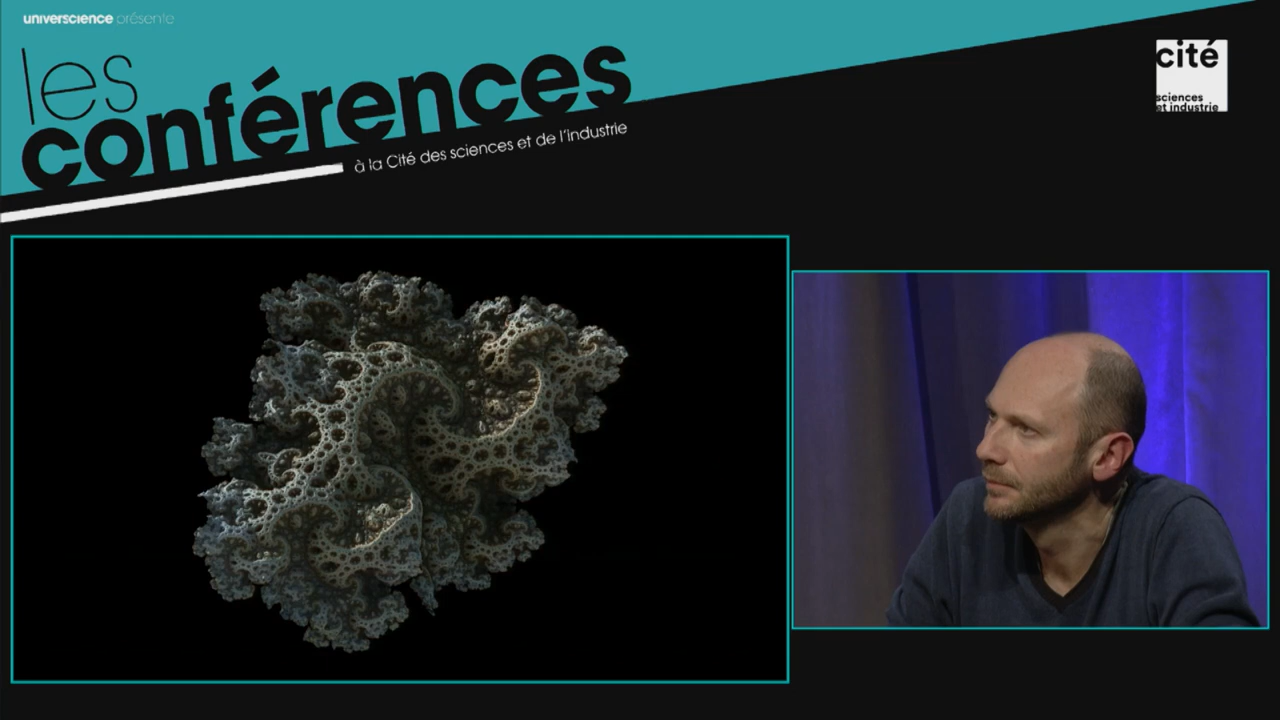 universcience présente
les
conférences
à la Cité des sciences et de l'industrie
cité
sciences
et industrie